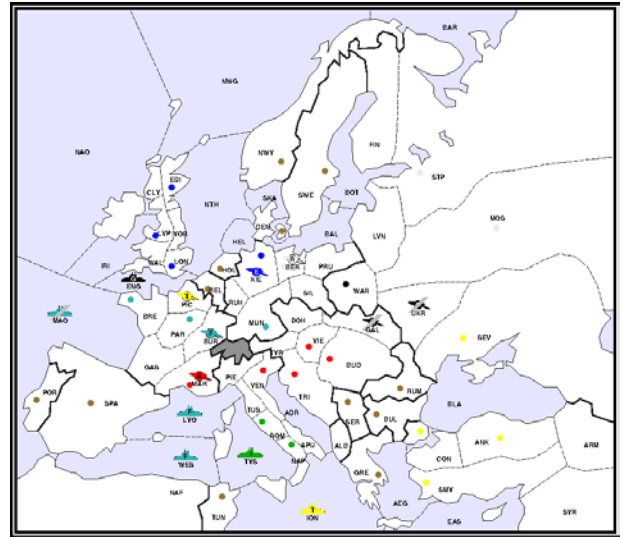 BAR
NWG
NAO
FIN
NWY
STP
SWE
BOT
CLY
EDI
SKA
NTH
MOS
DEN
BAL
LVN
LVP
YOR
HEL
IRI
WAL
LON
HOL
KIE
BER
PRU
ENG
BEL
RUH
SIL
WAR
UKR
PIC
MAO
BRE
PAR
BUR
MUN
BOH
GAL
SEV
GAS
TYR
VIE
BUD
MAR
PIE
VEN
TRI
RUM
POR
SPA
LYO
TUS
ADR
SER
BUL
BLA
ROM
APU
ALB
ANK
ARM
WES
TYS
NAP
GRE
CON
SMY
NAF
TUN
ION
AEG
EAS
SYR